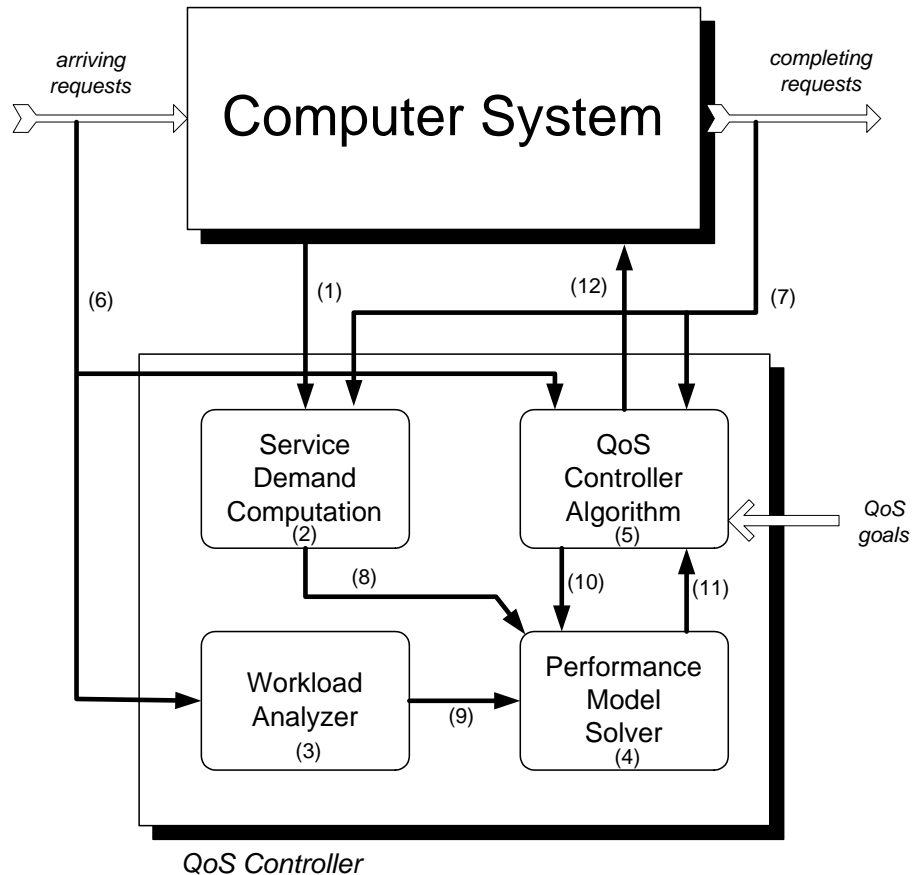 arriving
requests
completing
requests
Computer System
(6)
(1)
(12)
(7)
Service
Demand
Computation
(2)
QoS
Controller
Algorithm
(5)
QoS
goals
(8)
(10)
(11)
Workload
Analyzer
(3)
(9)
Performance
Model
Solver
(4)
QoS Controller